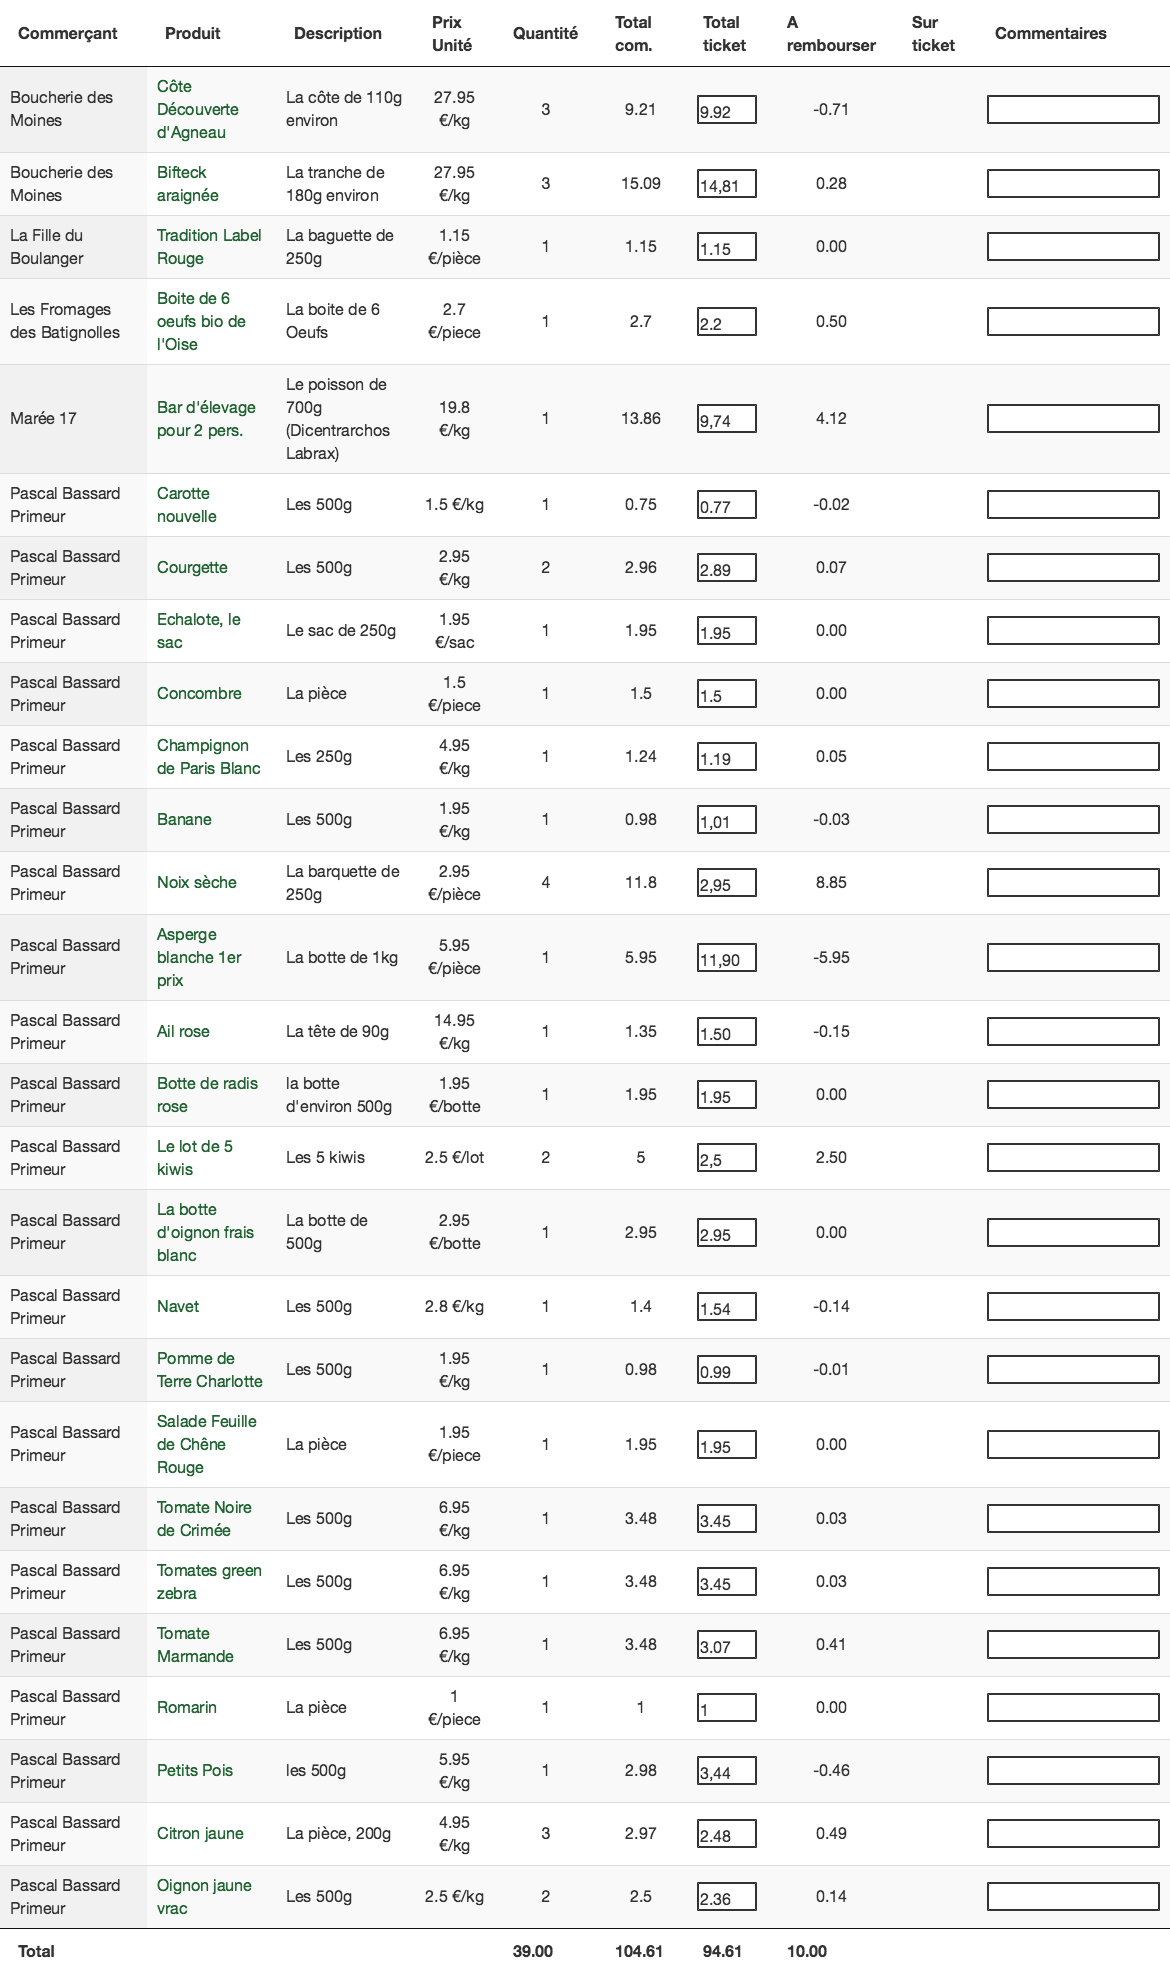 Commerçant Produit Description Prix Unité Quantité Total com. Total ticket A rembourser Sur ticket Commentaires
Boucherie des Moines Côte Découverte d'Agneau La côte de 110g environ 27.95 €/kg 3 9.21 9.92 -0.71
Boucherie des Moines Bifteck araignée La tranche de 180g environ 27.95 €/kg 3 15.09 14,81 0.28
La Fille du Boulanger Tradition Label Rouge La baguette de 250g 1.15 €/pièce 1 1.15 1.15 0.00
Les Fromages des Batignolles Boite de 6 oeufs bio de l'Oise La boite de 6 Oeufs 2.7 €/piece 1 2.7 2.2 0.50
Marée 17 Bar d'élevage pour 2 pers. Le poisson de 700g (Dicentrarchos Labrax) 19.8 €/kg 1 13.86 9,74 4.12
Pascal Bassard Primeur Carotte nouvelle Les 500g 1.5 €/kg 1 0.75 0.77 -0.02
Pascal Bassard Primeur Courgette Les 500g 2.95 €/kg 2 2.96 2.89 0.07
Pascal Bassard Primeur Echalote, le sac Le sac de 250g 1.95 €/sac 1 1.95 1.95 0.00
Pascal Bassard Primeur Concombre La pièce 1.5 €/piece 1 1.5 1.5 0.00
Pascal Bassard Primeur Champignon de Paris Blanc Les 250g 4.95 €/kg 1 1.24 1.19 0.05
Pascal Bassard Primeur Banane Les 500g 1.95 €/kg 1 0.98 1,01 -0.03
Pascal Bassard Primeur Noix sèche La barquette de 250g 2.95 €/pièce 4 11.8 2,95 8.85
Pascal Bassard Primeur Asperge blanche 1er prix La botte de 1kg 5.95 €/pièce 1 5.95 11,90 -5.95
Pascal Bassard Primeur Ail rose La tête de 90g 14.95 €/kg 1 1.35 1.50 -0.15
Pascal Bassard Primeur Botte de radis rose la botte d'environ 500g 1.95 €/botte 1 1.95 1.95 0.00
Pascal Bassard Primeur Le lot de 5 kiwis Les 5 kiwis 2.5 €/lot 2 5 2,5 2.50
Pascal Bassard Primeur La botte d'oignon frais blanc La botte de 500g 2.95 €/botte 1 2.95 2.95 0.00
Pascal Bassard Primeur Navet Les 500g 2.8 €/kg 1 1.4 1.54 -0.14
Pascal Bassard Primeur Pomme de Terre Charlotte Les 500g 1.95 €/kg 1 0.98 0.99 -0.01
Pascal Bassard Primeur Salade Feuille de Chêne Rouge La pièce 1.95 €/piece 1 1.95 1.95 0.00
Pascal Bassard Primeur Tomate Noire de Crimée Les 500g 6.95 €/kg 1 3.48 3.45 0.03
Pascal Bassard Primeur Tomates green zebra Les 500g 6.95 €/kg 1 3.48 3.45 0.03
Pascal Bassard Primeur Tomate Marmande Les 500g 6.95 €/kg 1 3.48 3.07 0.41
Pascal Bassard Primeur Romarin La pièce 1 €/piece 1 1 1 0.00
Pascal Bassard Primeur Petits Pois les 500g 5.95 €/kg 1 2.98 3,44 -0.46
Pascal Bassard Primeur Citron jaune La pièce, 200g 4.95 €/kg 3 2.97 2.48 0.49
Pascal Bassard Primeur Oignon jaune vrac Les 500g 2.5 €/kg 2 2.5 2.36 0.14
Total 39.00 104.61 94.61 10.00